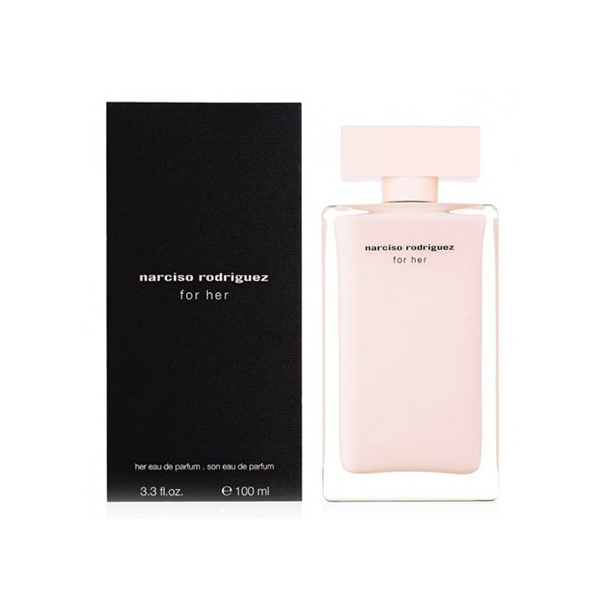 narciso rodriguez
for her
her eau de parfum . son eau de parfum
3.3 fl.oz. ℮ 100 ml
narciso rodriguez
for her